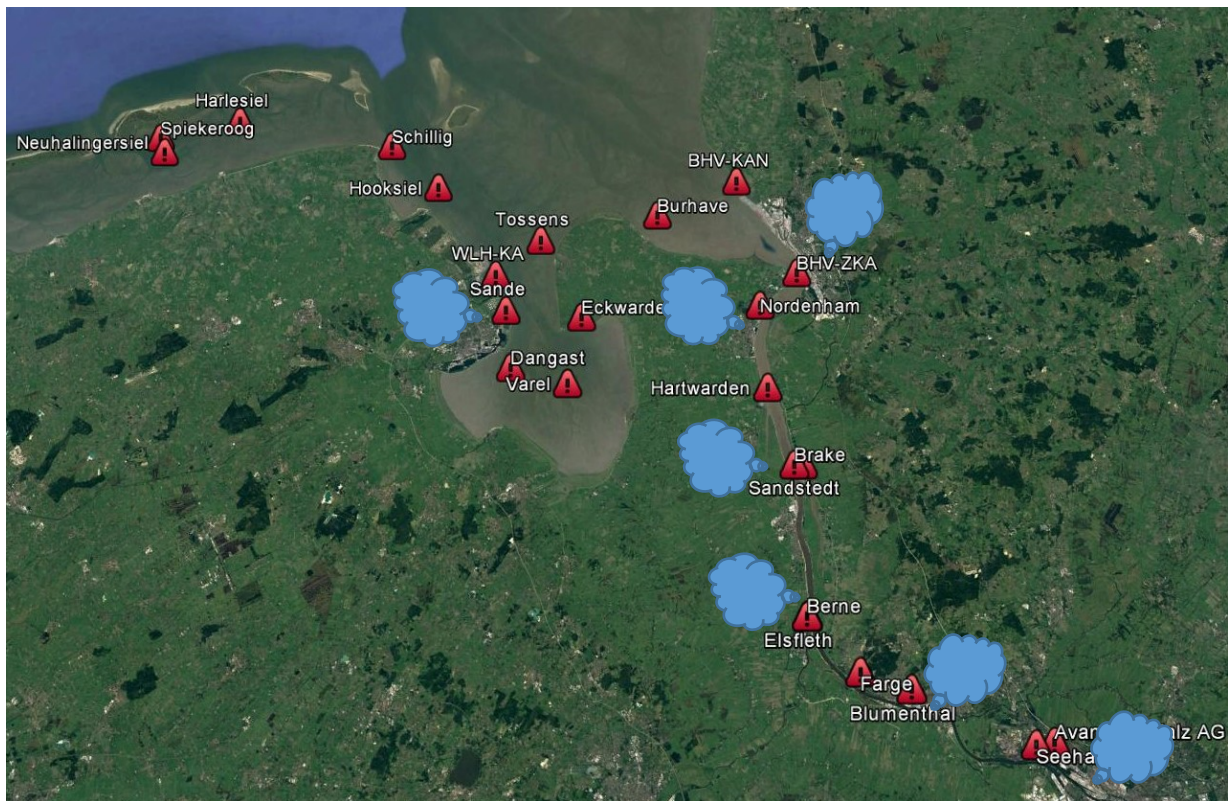 Harlesiel
Spiekeroog
Neuhalingersiel
Schillig
BHV-KAN
Hooksiel
Burhave
Tossens
WLH-KA
BHV-ZKA
Sande
Eckwarde
Nordenham
Dangast
Varel
Hartwarden
Brake
Sandstedt
Berne
Elsfleth
Farge
Blumenthal
AG